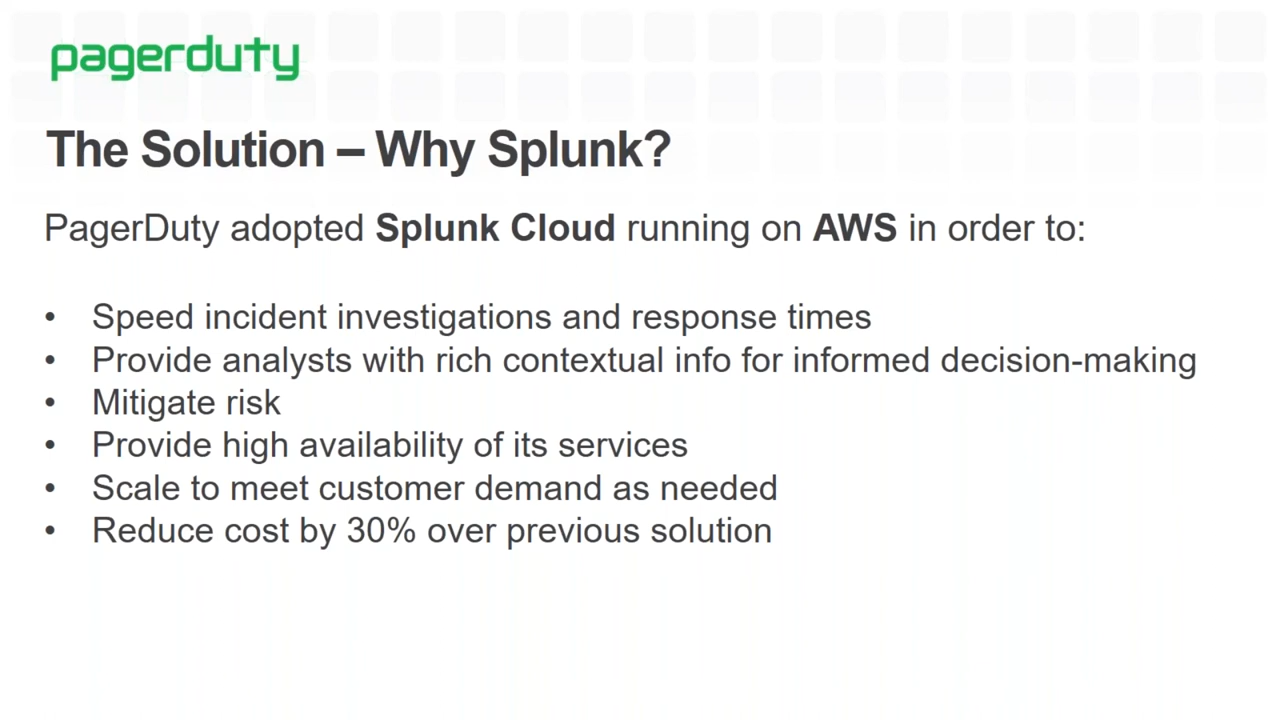 pagerduty
The Solution – Why Splunk?
PagerDuty adopted Splunk Cloud running on AWS in order to:
• Speed incident investigations and response times
• Provide analysts with rich contextual info for informed decision-making
• Mitigate risk
• Provide high availability of its services
• Scale to meet customer demand as needed
• Reduce cost by 30% over previous solution